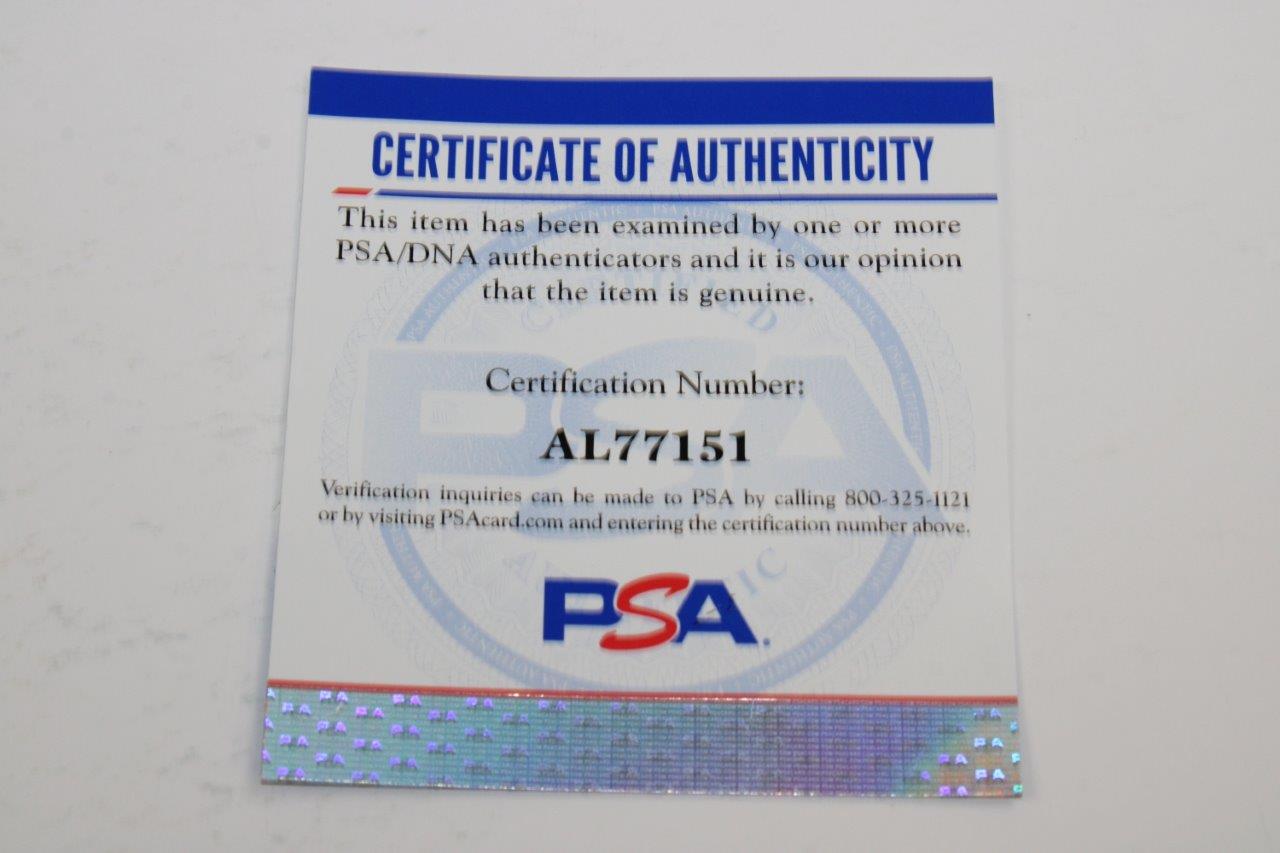 CERTIFICATE OF AUTHENTICITY
This item has been examined by one or more
PSA/DNA authenticators and it is our opinion
that the item is genuine.
Certification Number:
AL77151
Verification inquiries can be made to PSA by calling 800-325-1121
or by visiting PSAcard.com and entering the certification number above.
PSA.